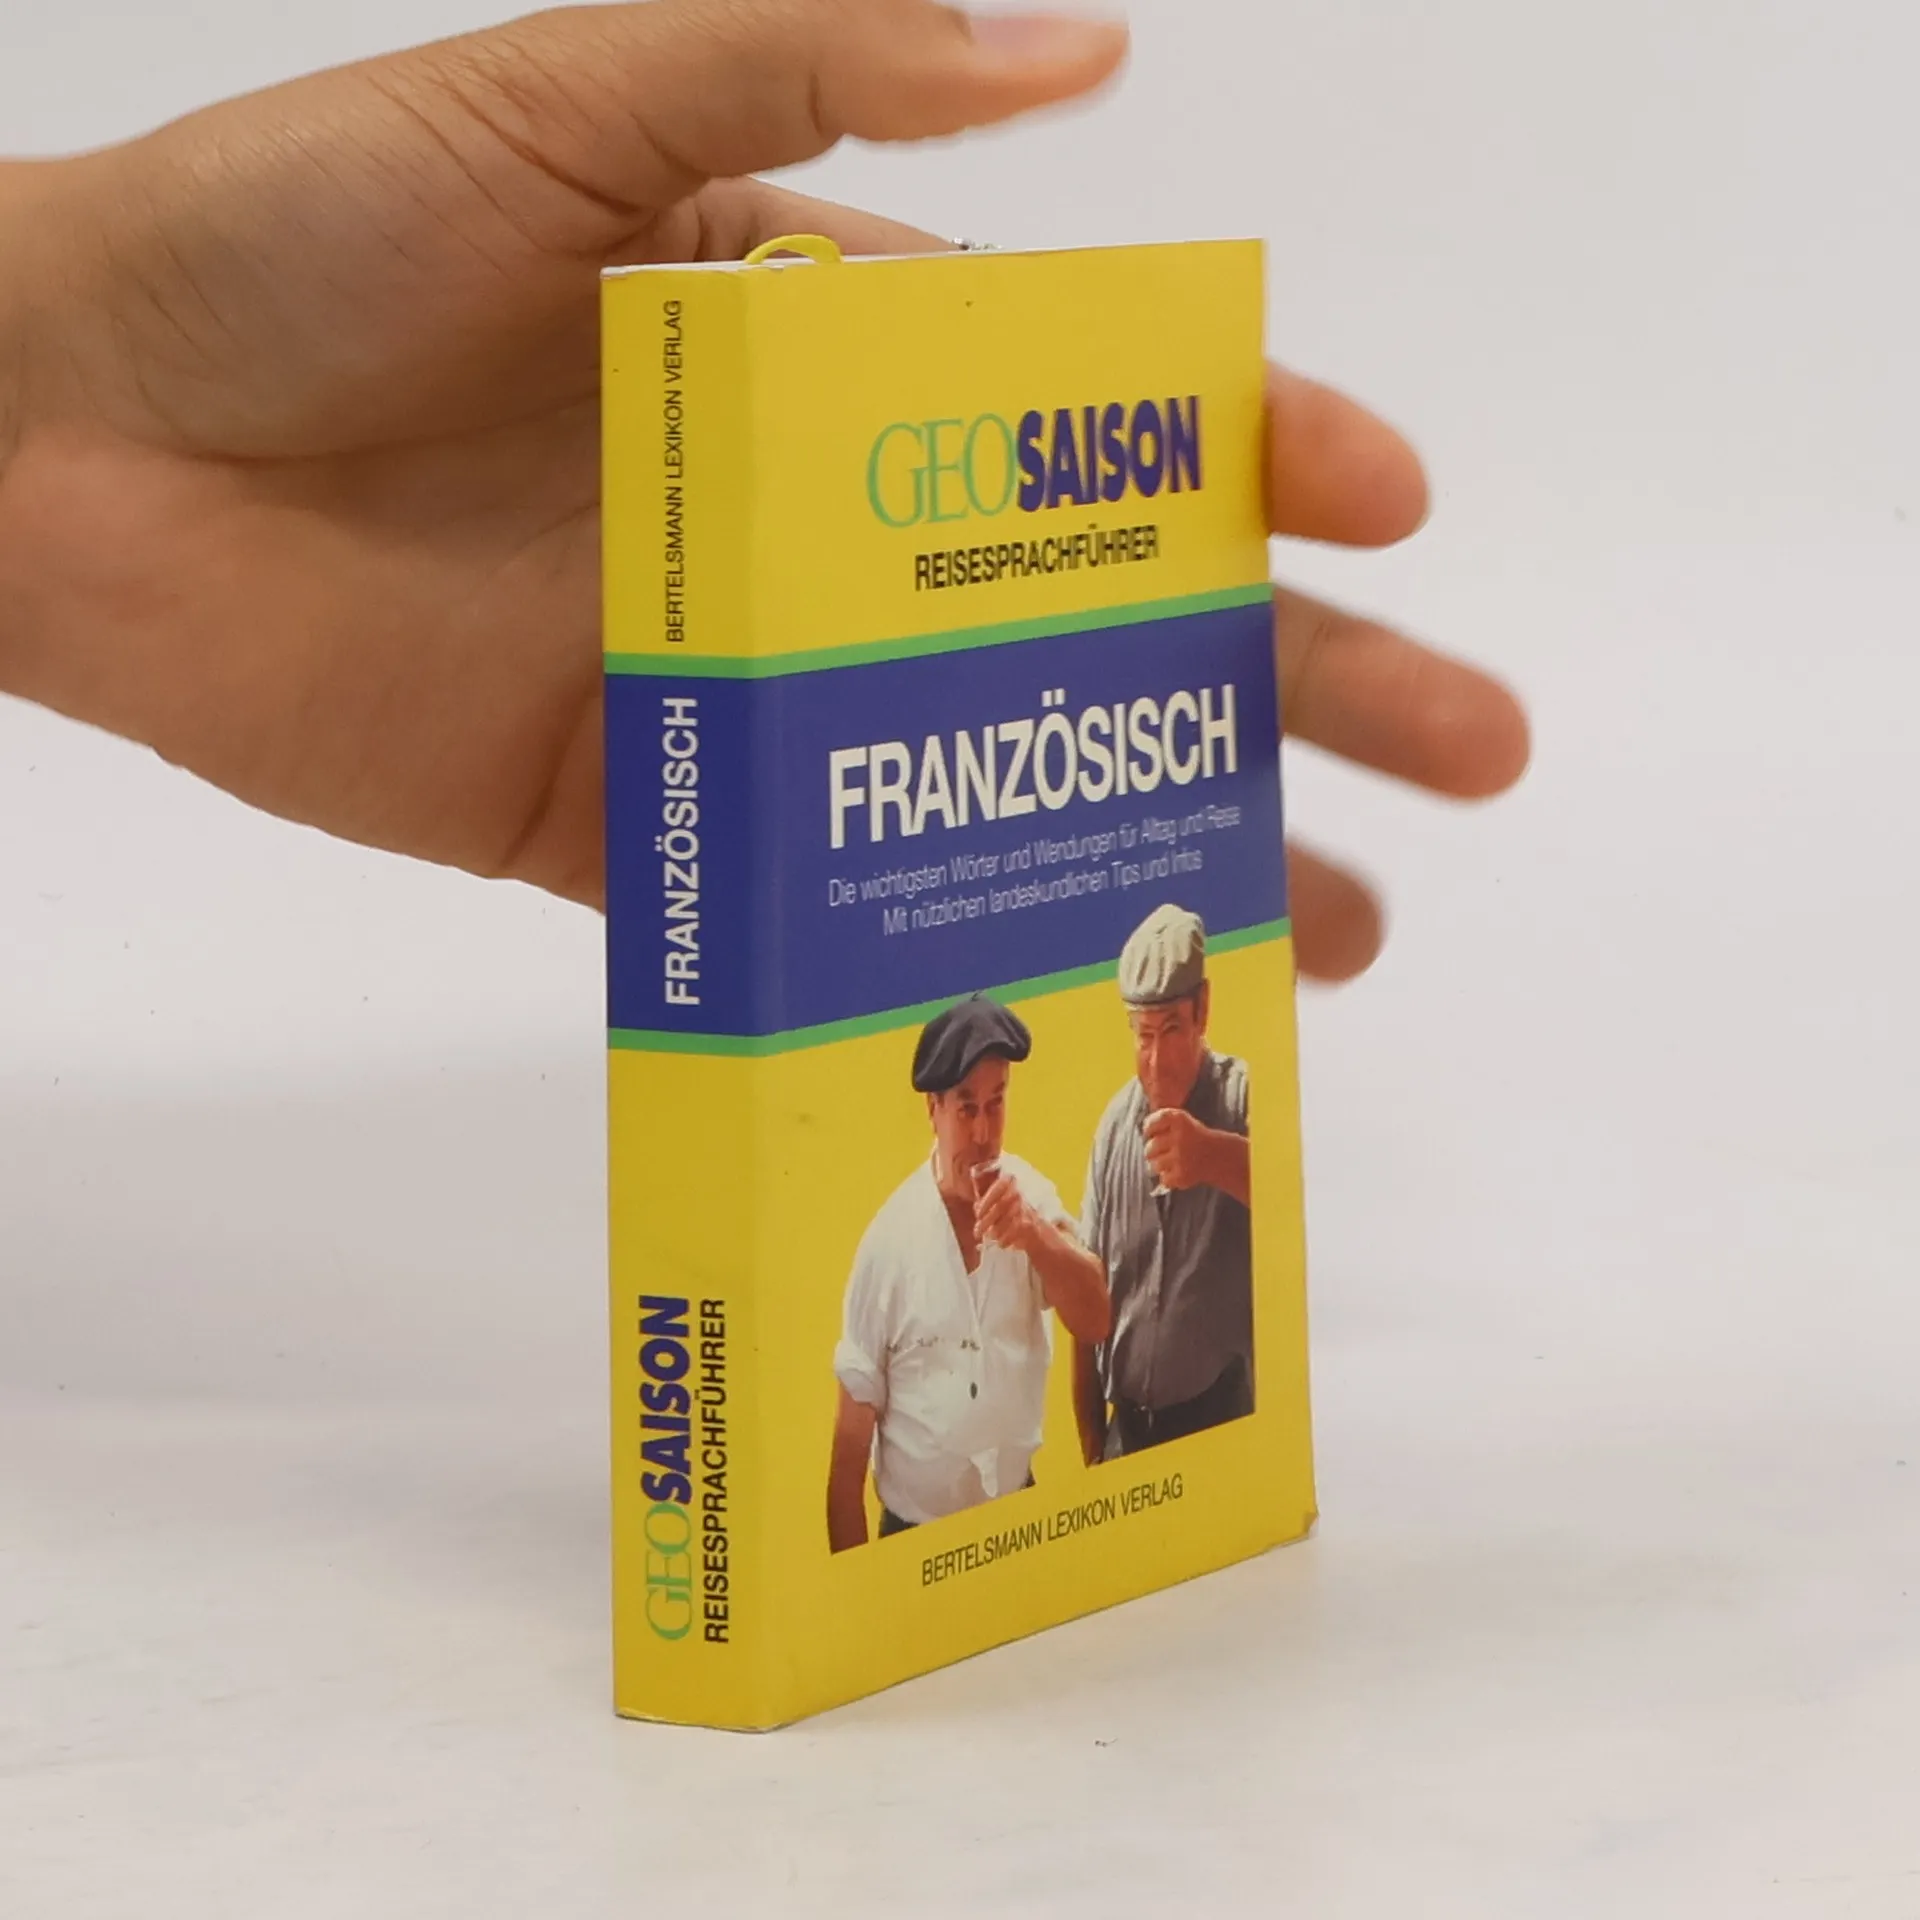 BERTELSMANN LEXIKON VERLAG
FRANZÖSISCH
GEOSAISON
REISESPRACHFÜHRER
GEOSAISON
REISESPRACHFÜHRER
FRANZÖSISCH
Die wichtigsten Wörter und Wendungen für Alltag und Reise
Mit nützlichen landeskundlichen Tips und Infos
BERTELSMANN LEXIKON VERLAG